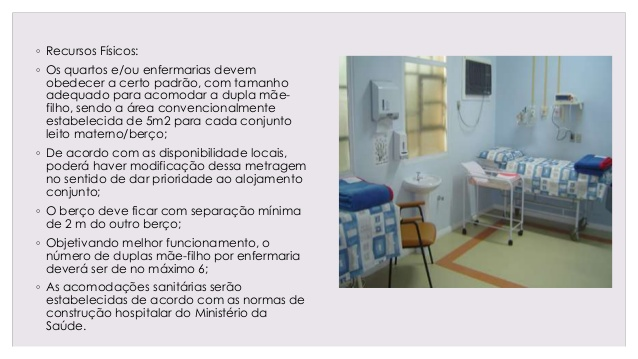 ◦ Recursos Físicos:
◦ Os quartos e/ou enfermarias devem
obedecer a certo padrão, com tamanho
adequado para acomodar a dupla mãe-
filho, sendo a área convencionalmente
estabelecida de 5m2 para cada conjunto
leito materno/berço;
◦ De acordo com as disponibilidade locais,
poderá haver modificação dessa metragem
no sentido de dar prioridade ao alojamento
conjunto;
◦ O berço deve ficar com separação mínima
de 2 m do outro berço;
◦ Objetivando melhor funcionamento, o
número de duplas mãe-filho por enfermaria
deverá ser de no máximo 6;
◦ As acomodações sanitárias serão
estabelecidas de acordo com as normas de
construção hospitalar do Ministério da
Saúde.